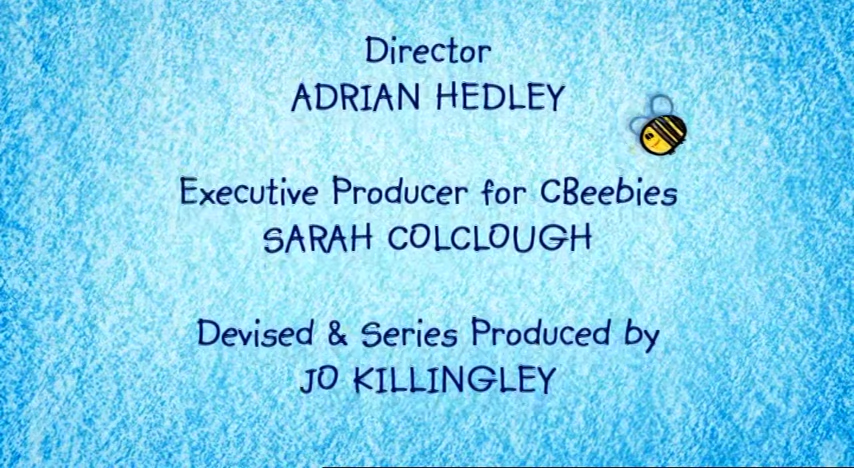 Director
ADRIAN HEDLEY
Executive Producer for CBeebies
SARAH COLCLOUGH
Devised & Series Produced by
JO KILLINGLEY